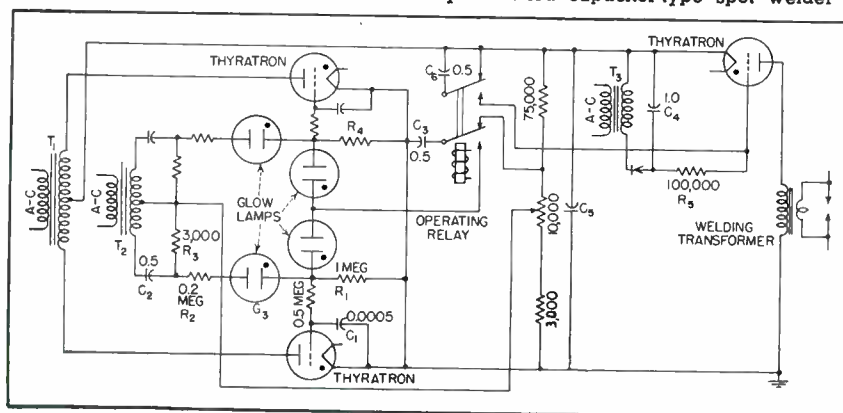 capacitor-type spot welder
THYRATRON
THYRATRON
C6 0.5
75,000
T3
A-C
1.0
C4
R4
C3
0.5
T1
A-C
A-C
T2
GLOW
LAMPS
OPERATING
RELAY
10,000
C5
100,000
R5
WELDING
TRANSFORMER
3,000
R3
0.5
C2
0.2
MEG
R2
G3
1 MEG
R1
0.5 MEG
0.0005
C1
3,000
THYRATRON